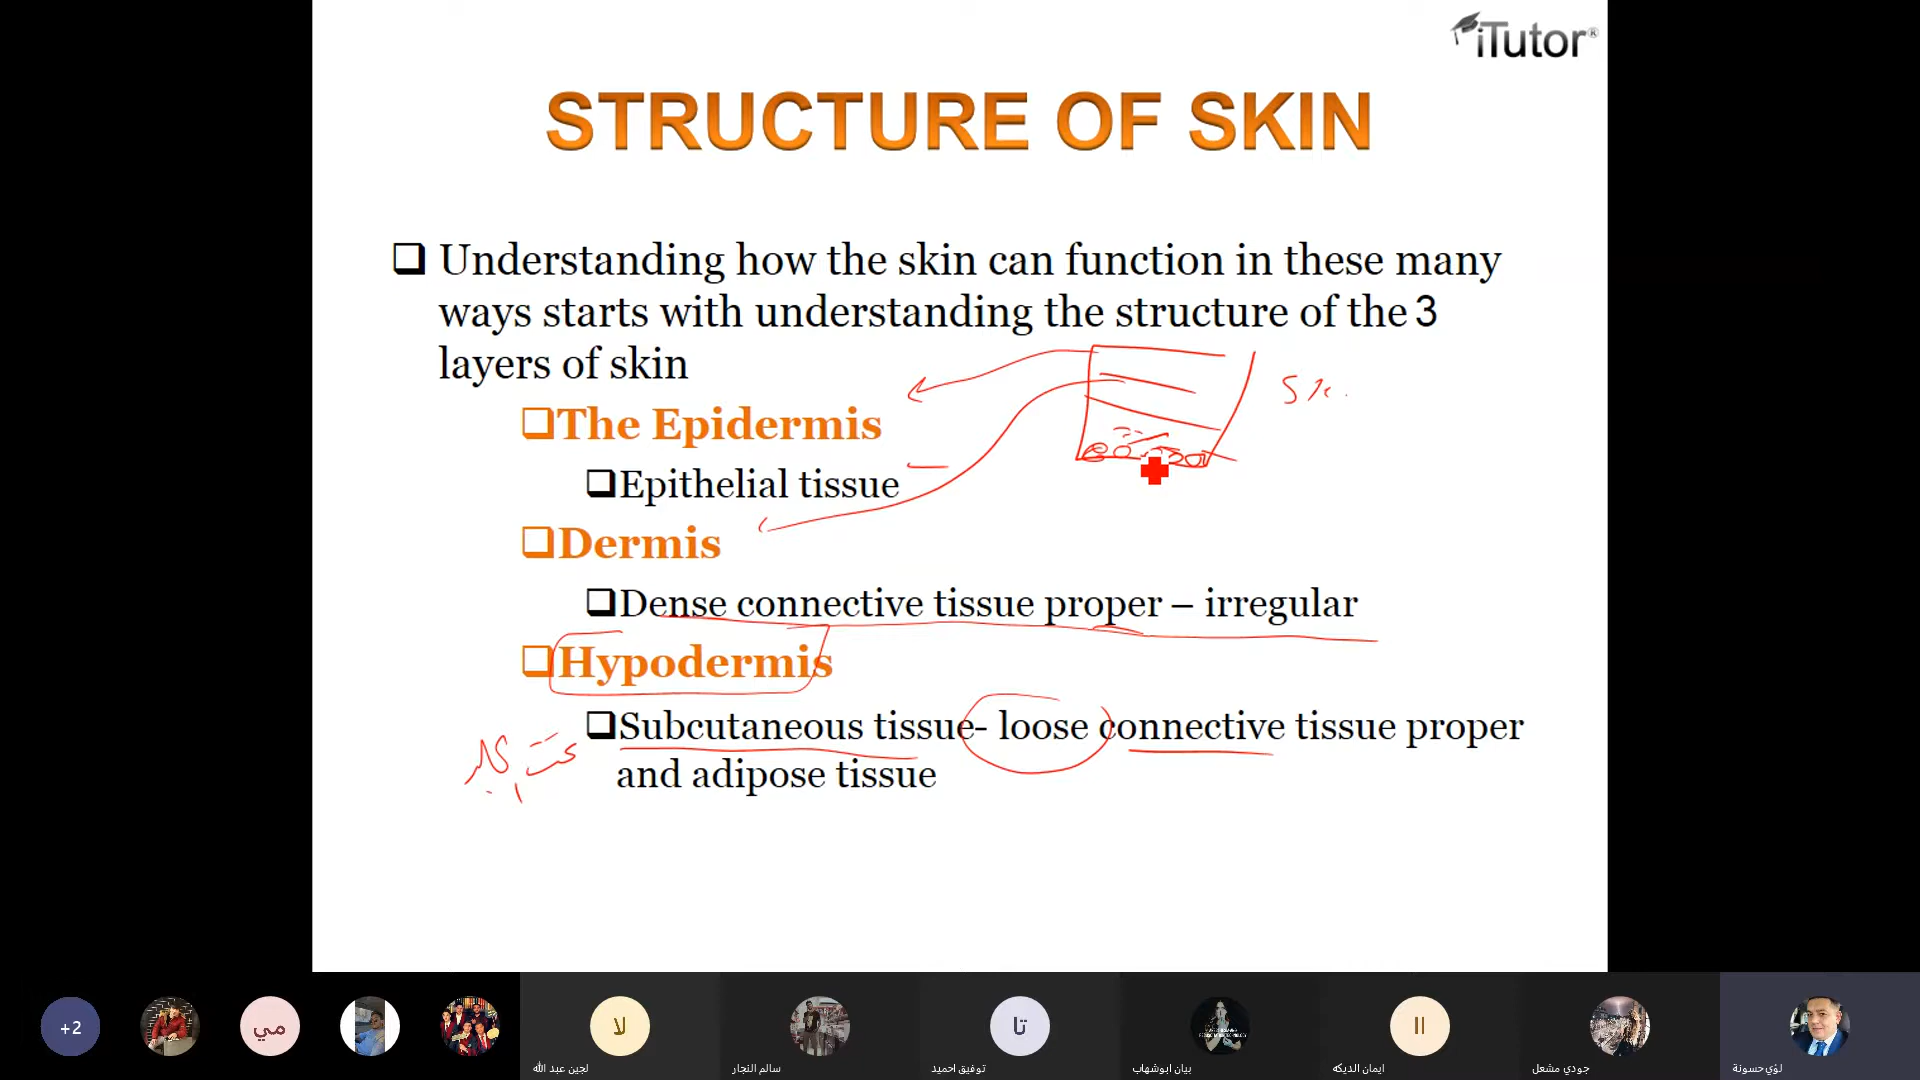 iTutor®
STRUCTURE OF SKIN
Understanding how the skin can function in these many
ways starts with understanding the structure of the 3
layers of skin
The Epidermis
Epithelial tissue
Dermis
Dense connective tissue proper – irregular
Hypodermis
Subcutaneous tissue- loose connective tissue proper
and adipose tissue
+2
مي
لا
تا
اا
لجين عبد الله
سالم النجار
توفيق احميد
بيان ابوشهاب
ايمان الديكه
جودي مشعل
لؤي حسونة